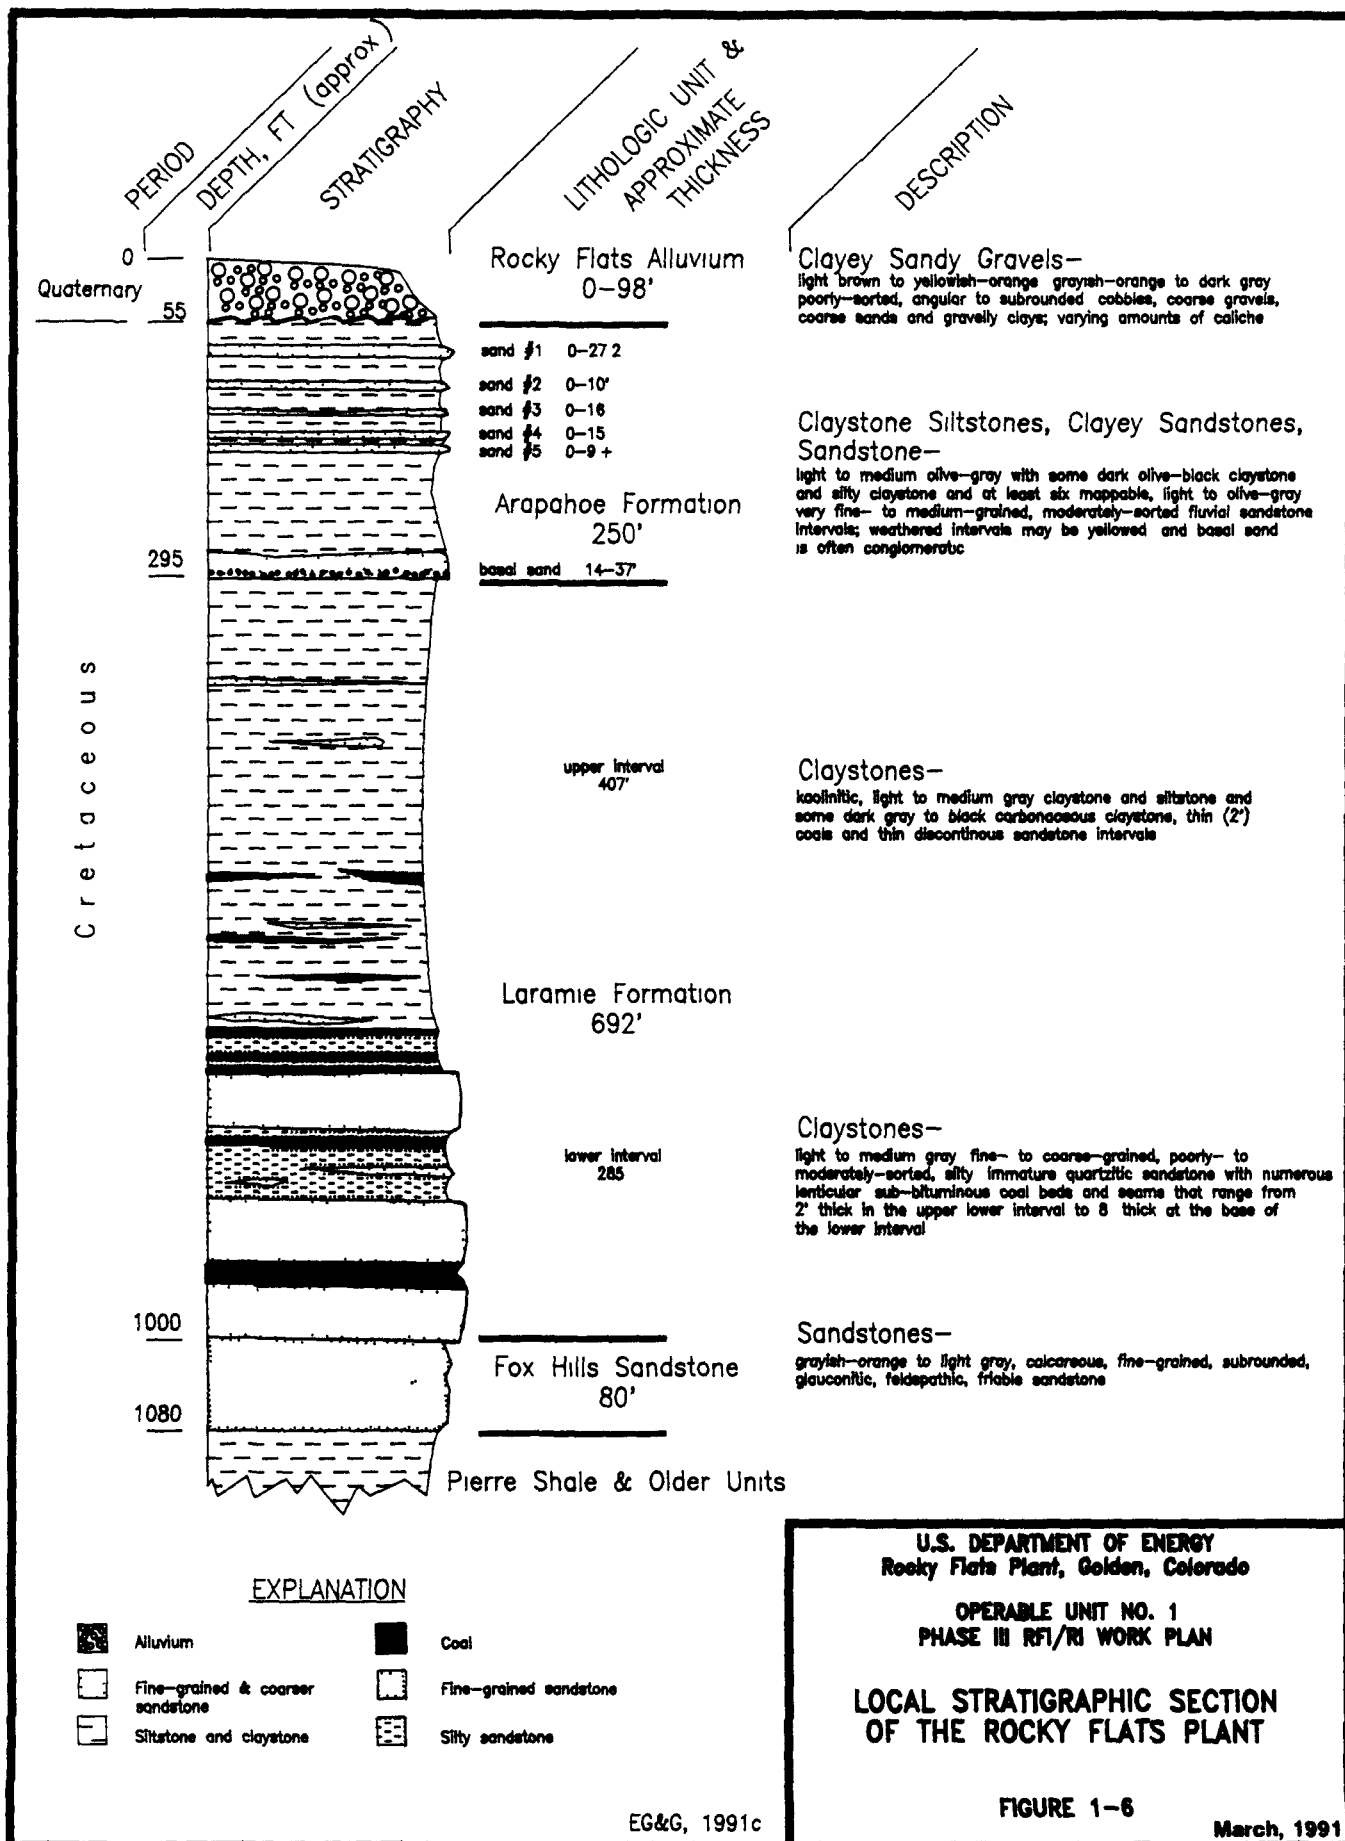 PERIOD
DEPTH, FT (approx)
STRATIGRAPHY
LITHOLOGIC UNIT &
APPROXIMATE
THICKNESS
DESCRIPTION
0
Quaternary
55
295
Cretaceous
1000
1080
Rocky Flats Alluvium
0-98'
sand #1 0-27 2
sand #2 0-10'
sand #3 0-16
sand #4 0-15
sand #5 0-9 +
Arapahoe Formation
250'
basal sand 14-37'
upper interval
407'
Laramie Formation
692'
lower interval
285
Fox Hills Sandstone
80'
Pierre Shale & Older Units
Clayey Sandy Gravels-
light brown to yellowish-orange grayish-orange to dark gray
poorly-sorted, angular to subrounded cobbles, coarse gravels,
coarse sands and gravelly clays; varying amounts of caliche
Claystone Siltstones, Clayey Sandstones,
Sandstone-
light to medium olive-gray with some dark olive-black claystone
and silty claystone and at least six mappable, light to olive-gray
very fine- to medium-grained, moderately-sorted fluvial sandstone
intervals; weathered intervals may be yellowed and basal sand
is often conglomeratic
Claystones-
kaolinitic, light to medium gray claystone and siltstone and
some dark gray to black carbonaceous claystone, thin (2')
coals and thin discontinous sandstone intervals
Claystones-
light to medium gray fine- to coarse-grained, poorly- to
moderately-sorted, silty immature quartzitic sandstone with numerous
lenticular sub-bituminous coal beds and seams that range from
2' thick in the upper lower interval to 8 thick at the base of
the lower interval
Sandstones-
grayish-orange to light gray, calcareous, fine-grained, subrounded,
glauconitic, feldspathic, friable sandstone
EXPLANATION
Alluvium
Coal
Fine-grained & coarser
sandstone
Fine-grained sandstone
Siltstone and claystone
Silty sandstone
EG&G, 1991c
U.S. DEPARTMENT OF ENERGY
Rocky Flats Plant, Golden, Colorado
OPERABLE UNIT NO. 1
PHASE III RFI/RI WORK PLAN
LOCAL STRATIGRAPHIC SECTION
OF THE ROCKY FLATS PLANT
FIGURE 1-6
March, 1991